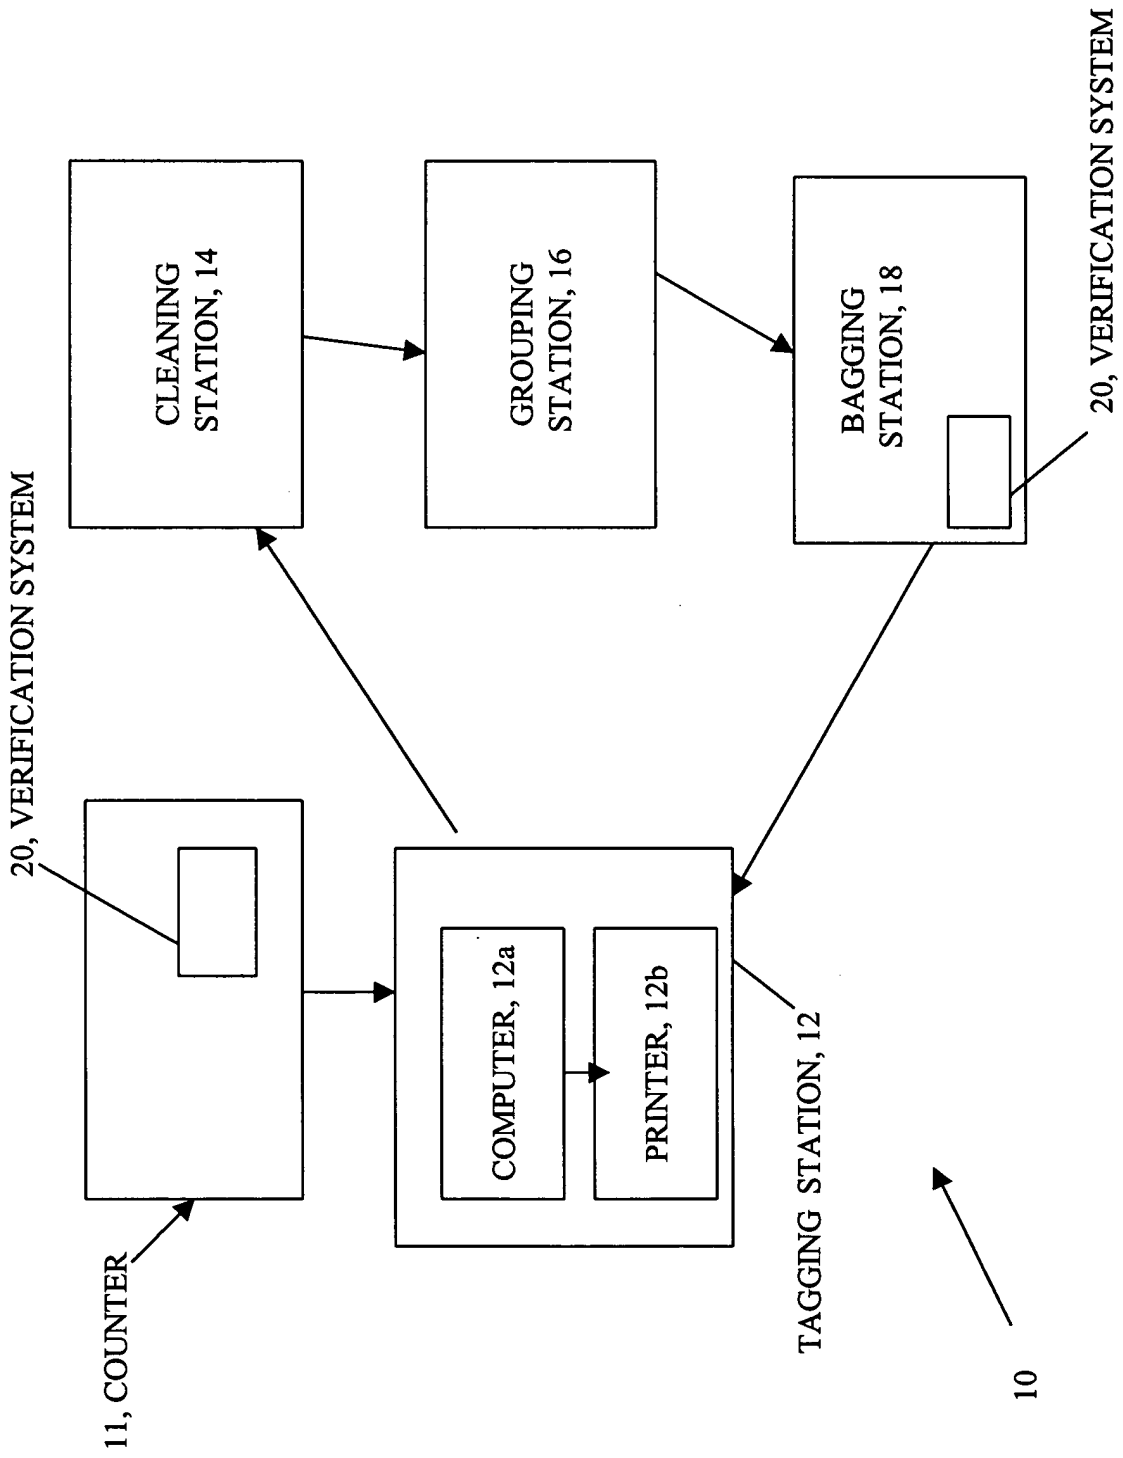 11, COUNTER
20, VERIFICATION SYSTEM
COMPUTER, 12a
PRINTER, 12b
TAGGING STATION, 12
10
CLEANING
STATION, 14
GROUPING
STATION, 16
BAGGING
STATION, 18
20, VERIFICATION SYSTEM